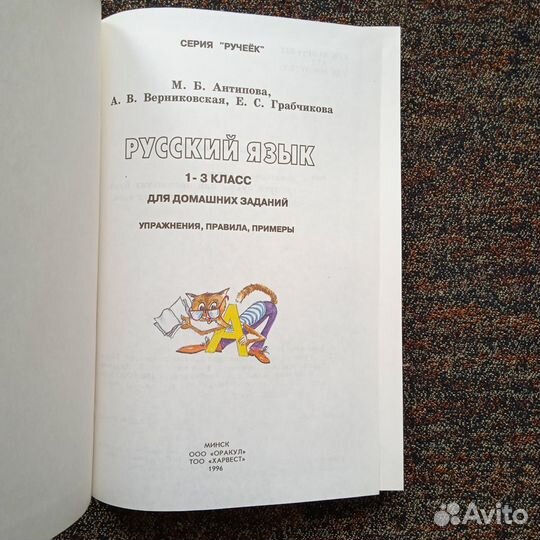 СЕРИЯ "РУЧЕЁК"
М. Б. Антипова,
А. В. Верниковская, Е. С. Грабчикова
РУССКИЙ ЯЗЫК
1 - 3 КЛАСС
ДЛЯ ДОМАШНИХ ЗАДАНИЙ
УПРАЖНЕНИЯ, ПРАВИЛА, ПРИМЕРЫ
А
МИНСК
ООО «ОРАКУЛ»
ТОО «ХАРВЕСТ»
1996
Avito